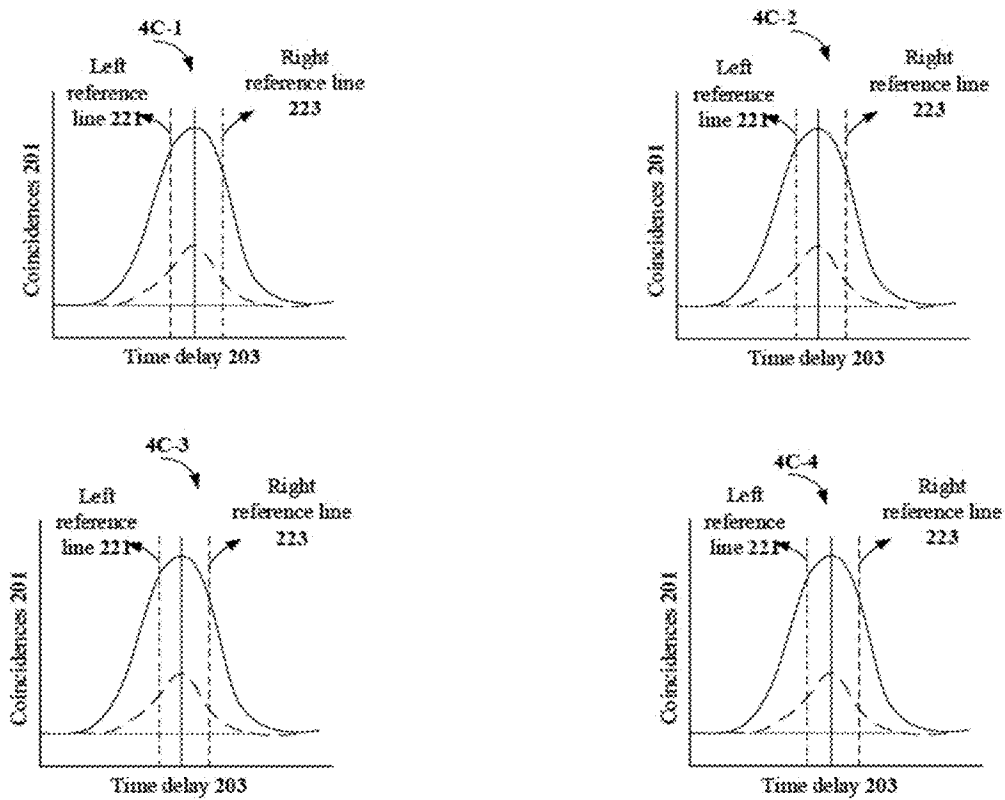 4C-1
Left
reference
line 221
Right
reference line
223
Coincidences 201
Time delay 203
4C-2
Left
reference
line 221
Right
reference line
223
Coincidences 201
Time delay 203
4C-3
Left
reference
line 221
Right
reference line
223
Coincidences 201
Time delay 203
4C-4
Left
reference
line 221
Right
reference line
223
Coincidences 201
Time delay 203